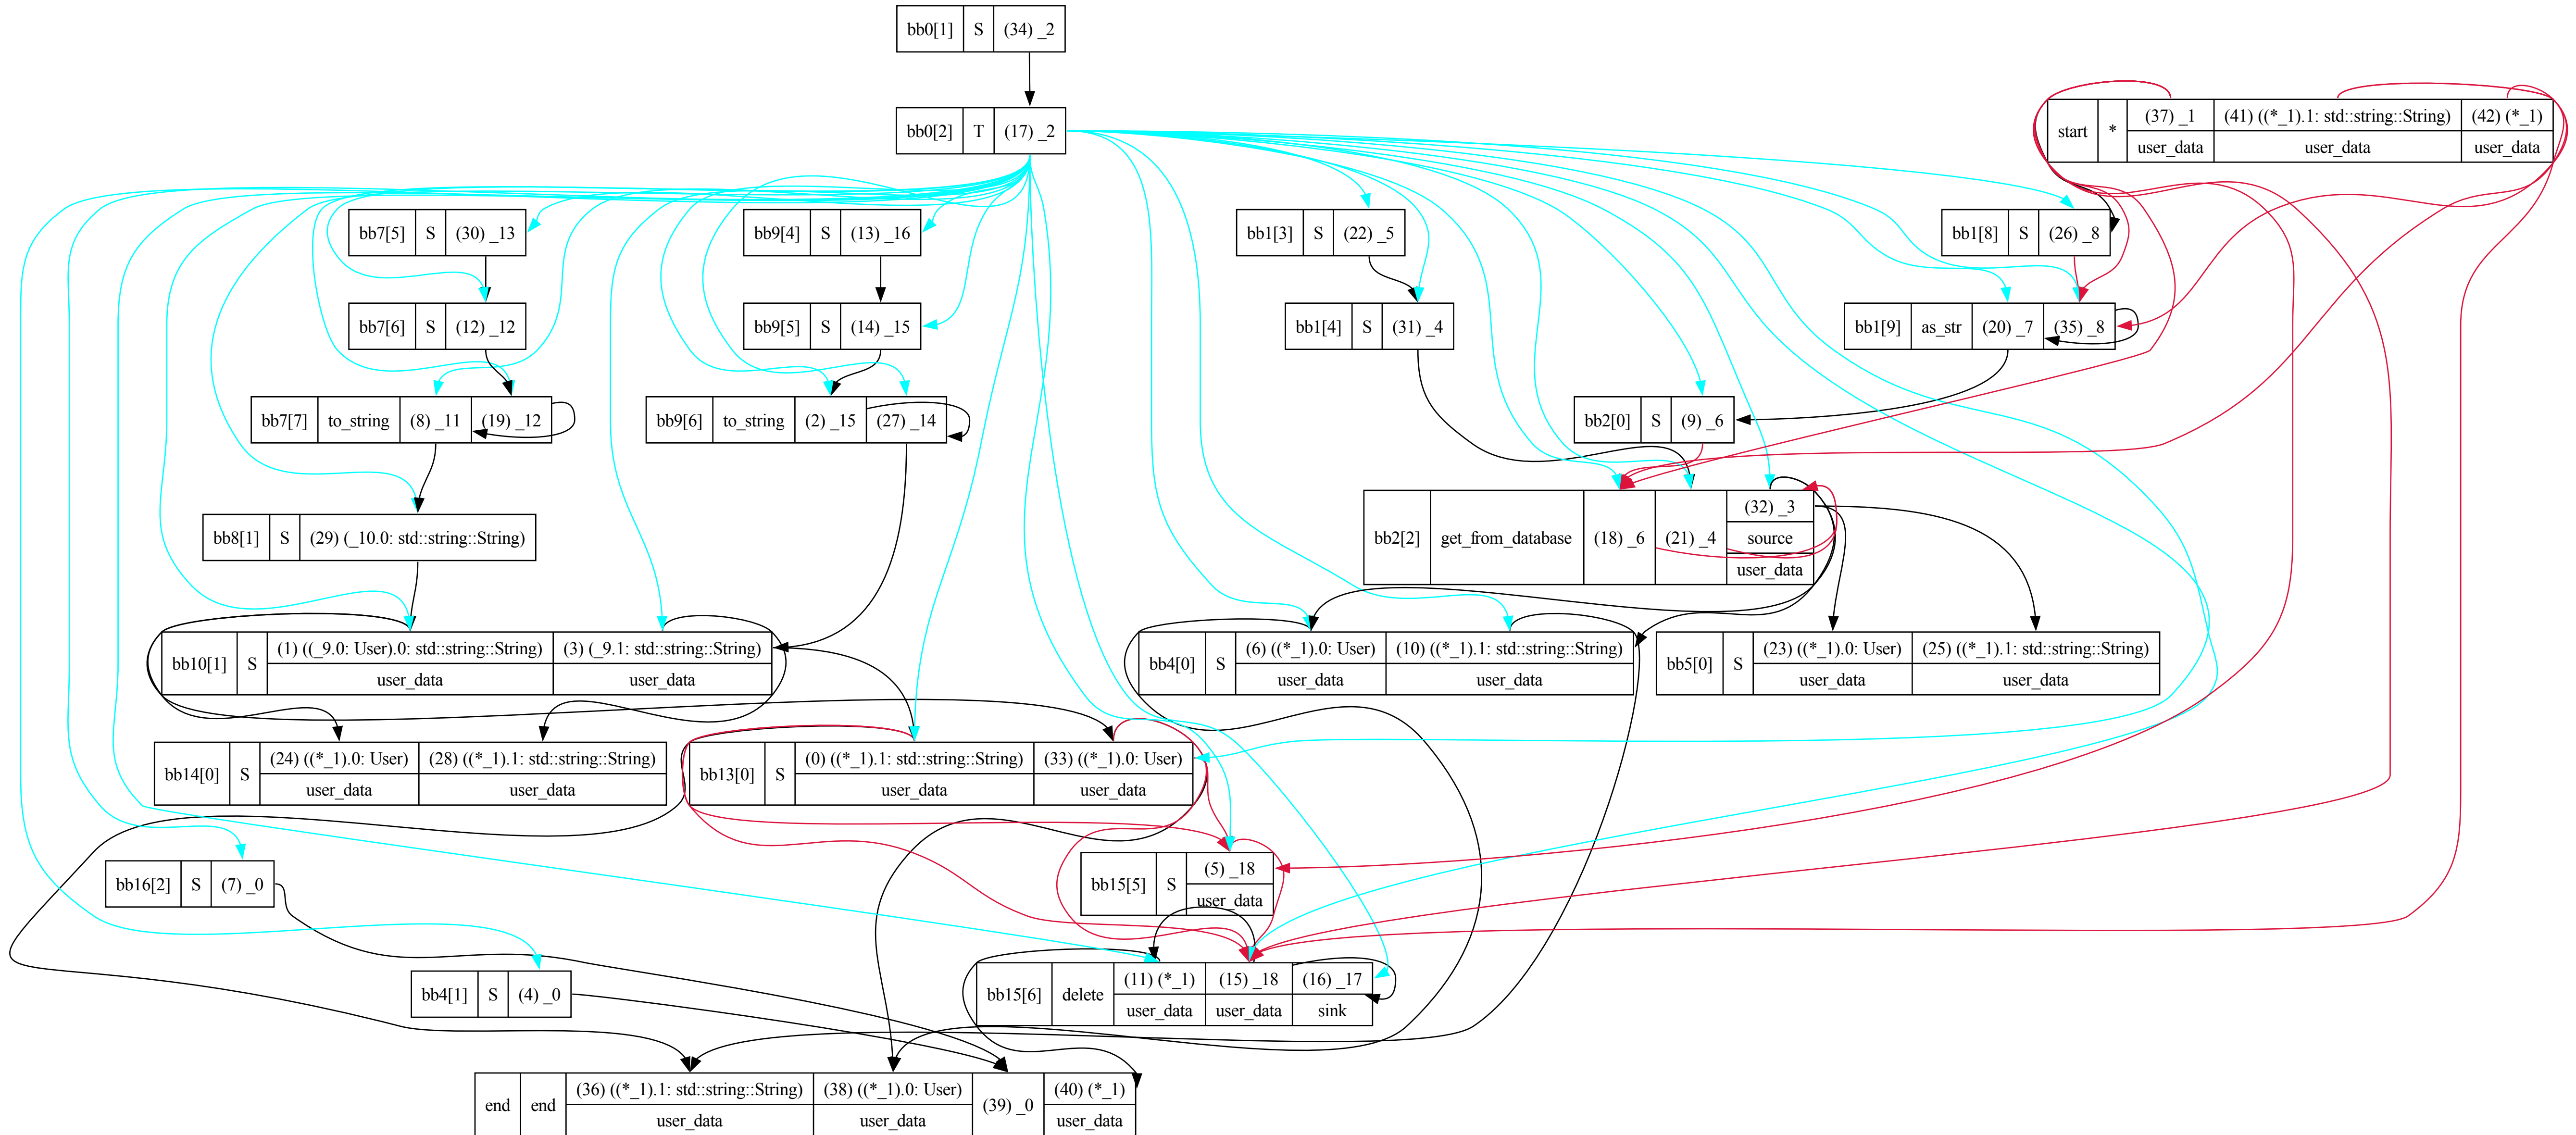 bb0[1] S (34) _2
bb0[2] T (17) _2
start * (37) _1 (41) ((*_1).1: std::string::String) (42) (*_1)
user_data user_data user_data
bb7[5] S (30) _13
bb9[4] S (13) _16
bb1[3] S (22) _5
bb1[8] S (26) _8
bb7[6] S (12) _12
bb9[5] S (14) _15
bb1[4] S (31) _4
bb1[9] as_str (20) _7 (35) _8
bb7[7] to_string (8) _11 (19) _12
bb9[6] to_string (2) _15 (27) _14
bb2[0] S (9) _6
bb8[1] S (29) (_10.0: std::string::String)
bb2[2] get_from_database (18) _6 (21) _4 (32) _3
source
user_data
bb10[1] S (1) ((_9.0: User).0: std::string::String) (3) (_9.1: std::string::String)
user_data user_data
bb4[0] S (6) ((*_1).0: User) (10) ((*_1).1: std::string::String)
user_data user_data
bb5[0] S (23) ((*_1).0: User) (25) ((*_1).1: std::string::String)
user_data user_data
bb14[0] S (24) ((*_1).0: User) (28) ((*_1).1: std::string::String)
user_data user_data
bb13[0] S (0) ((*_1).1: std::string::String) (33) ((*_1).0: User)
user_data user_data
bb16[2] S (7) _0
bb15[5] S (5) _18
user_data
bb4[1] S (4) _0
bb15[6] delete (11) (*_1) (15) _18 (16) _17
user_data user_data sink
end end (36) ((*_1).1: std::string::String) (38) ((*_1).0: User) (39) _0 (40) (*_1)
user_data user_data user_data